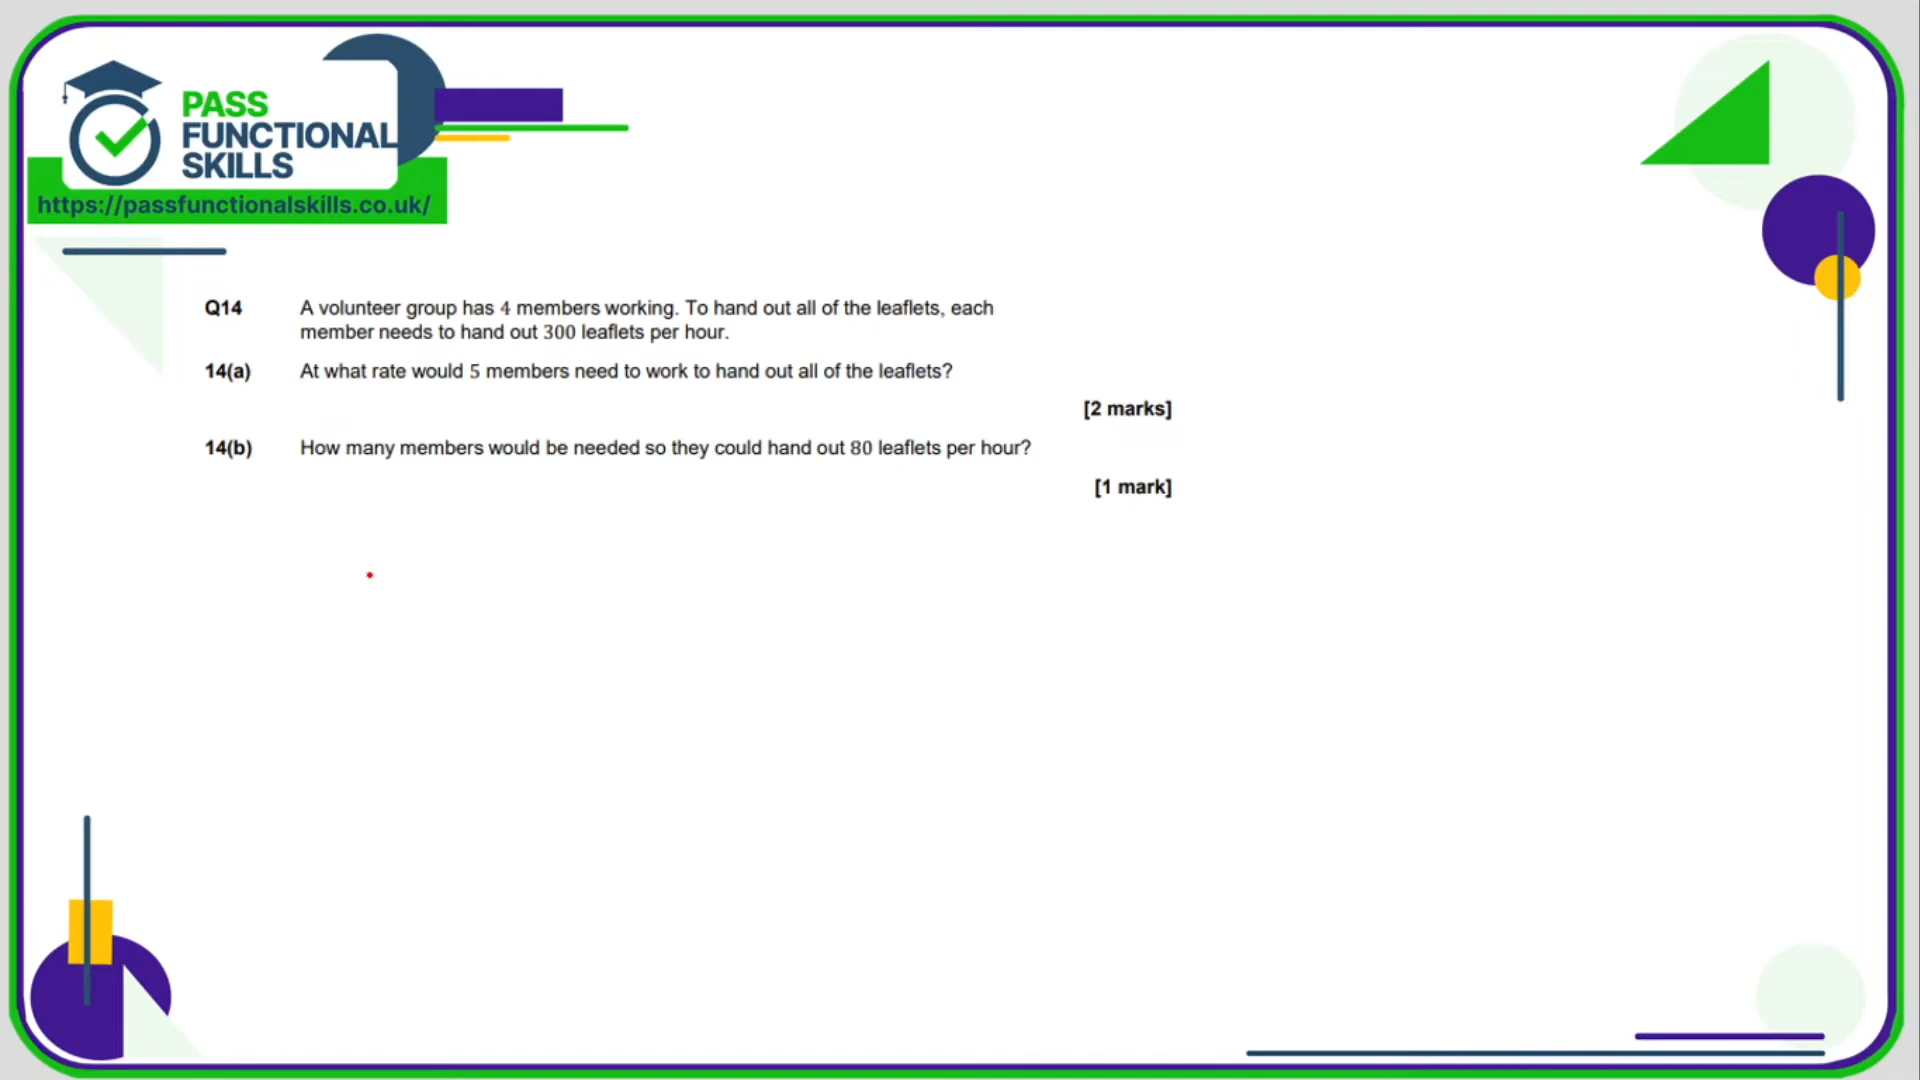 PASS
FUNCTIONAL
SKILLS
https://passfunctionalskills.co.uk/
Q14 A volunteer group has 4 members working. To hand out all of the leaflets, each
member needs to hand out 300 leaflets per hour.
14(a) At what rate would 5 members need to work to hand out all of the leaflets?
[2 marks]
14(b) How many members would be needed so they could hand out 80 leaflets per hour?
[1 mark]